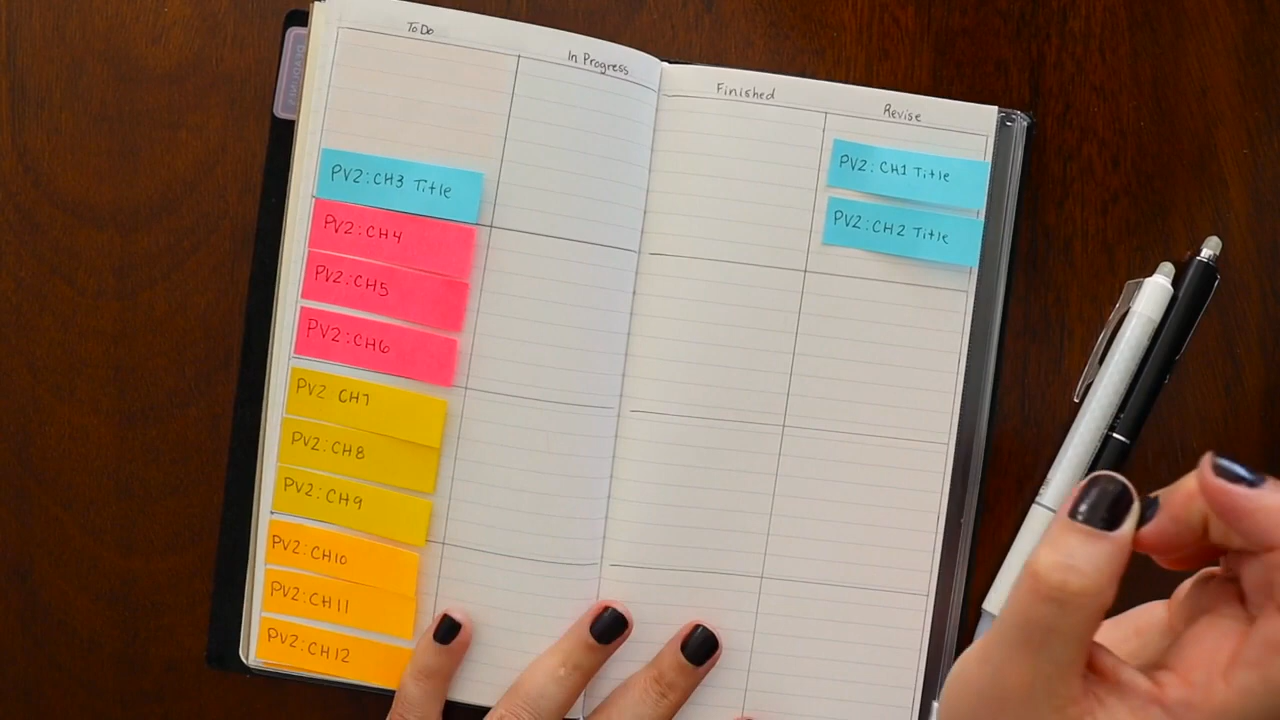 To Do
In Progress
Finished
Revise
PV2:CH3 Title
PV2:CH4
PV2:CH5
PV2:CH6
PV2 CH7
PV2:CH8
PV2:CH9
PV2:CH10
PV2:CH11
PV2:CH12
PV2: CH1 Title
PV2: CH2 Title